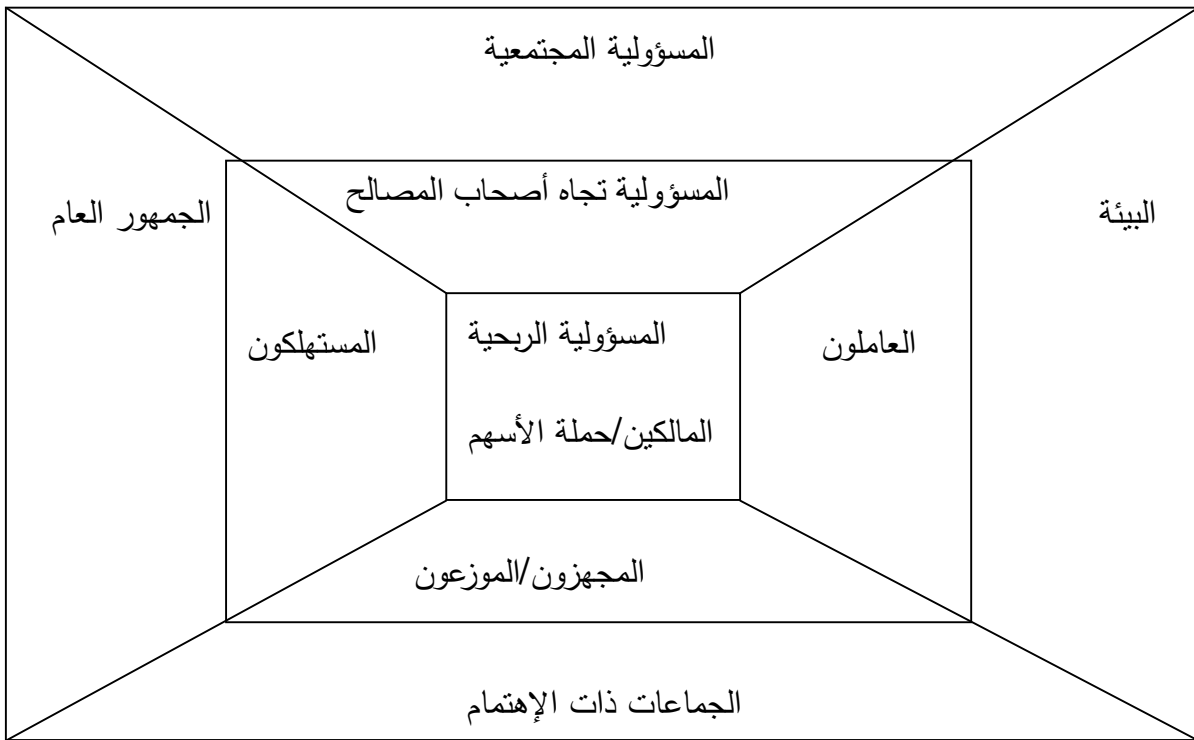 المسؤولية المجتمعية
المسؤولية تجاه أصحاب المصالح
البيئة
الجمهور العام
العاملون
المسؤولية الربحية
المستهلكون
المالكين/حملة الأسهم
المجهزون/الموزعون
الجماعات ذات الإهتمام